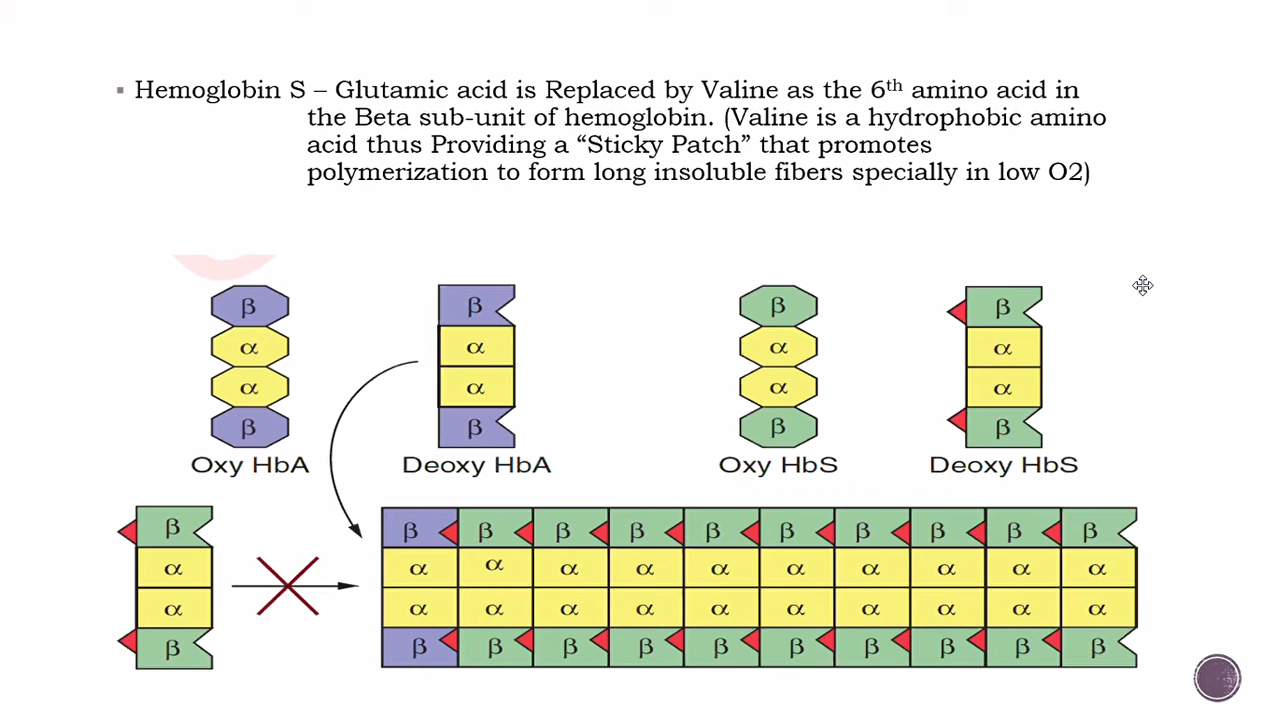 Hemoglobin S – Glutamic acid is Replaced by Valine as the 6th amino acid in
the Beta sub-unit of hemoglobin. (Valine is a hydrophobic amino
acid thus Providing a “Sticky Patch” that promotes
polymerization to form long insoluble fibers specially in low O2)
β β β β
α α α α
α α α α
β β β β
Oxy HbA Deoxy HbA Oxy HbS Deoxy HbS
β β β β β β β β β β β
α α α α α α α α α α α
α α α α α α α α α α α
β β β β β β β β β β β